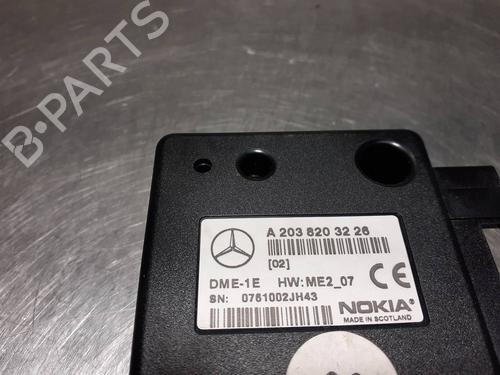 B-PARTS
A 203 820 32 26
[02]
DME-1E HW: ME2_07
CE
SN: 0761002JH43
NOKIA
MADE IN SCOTLAND